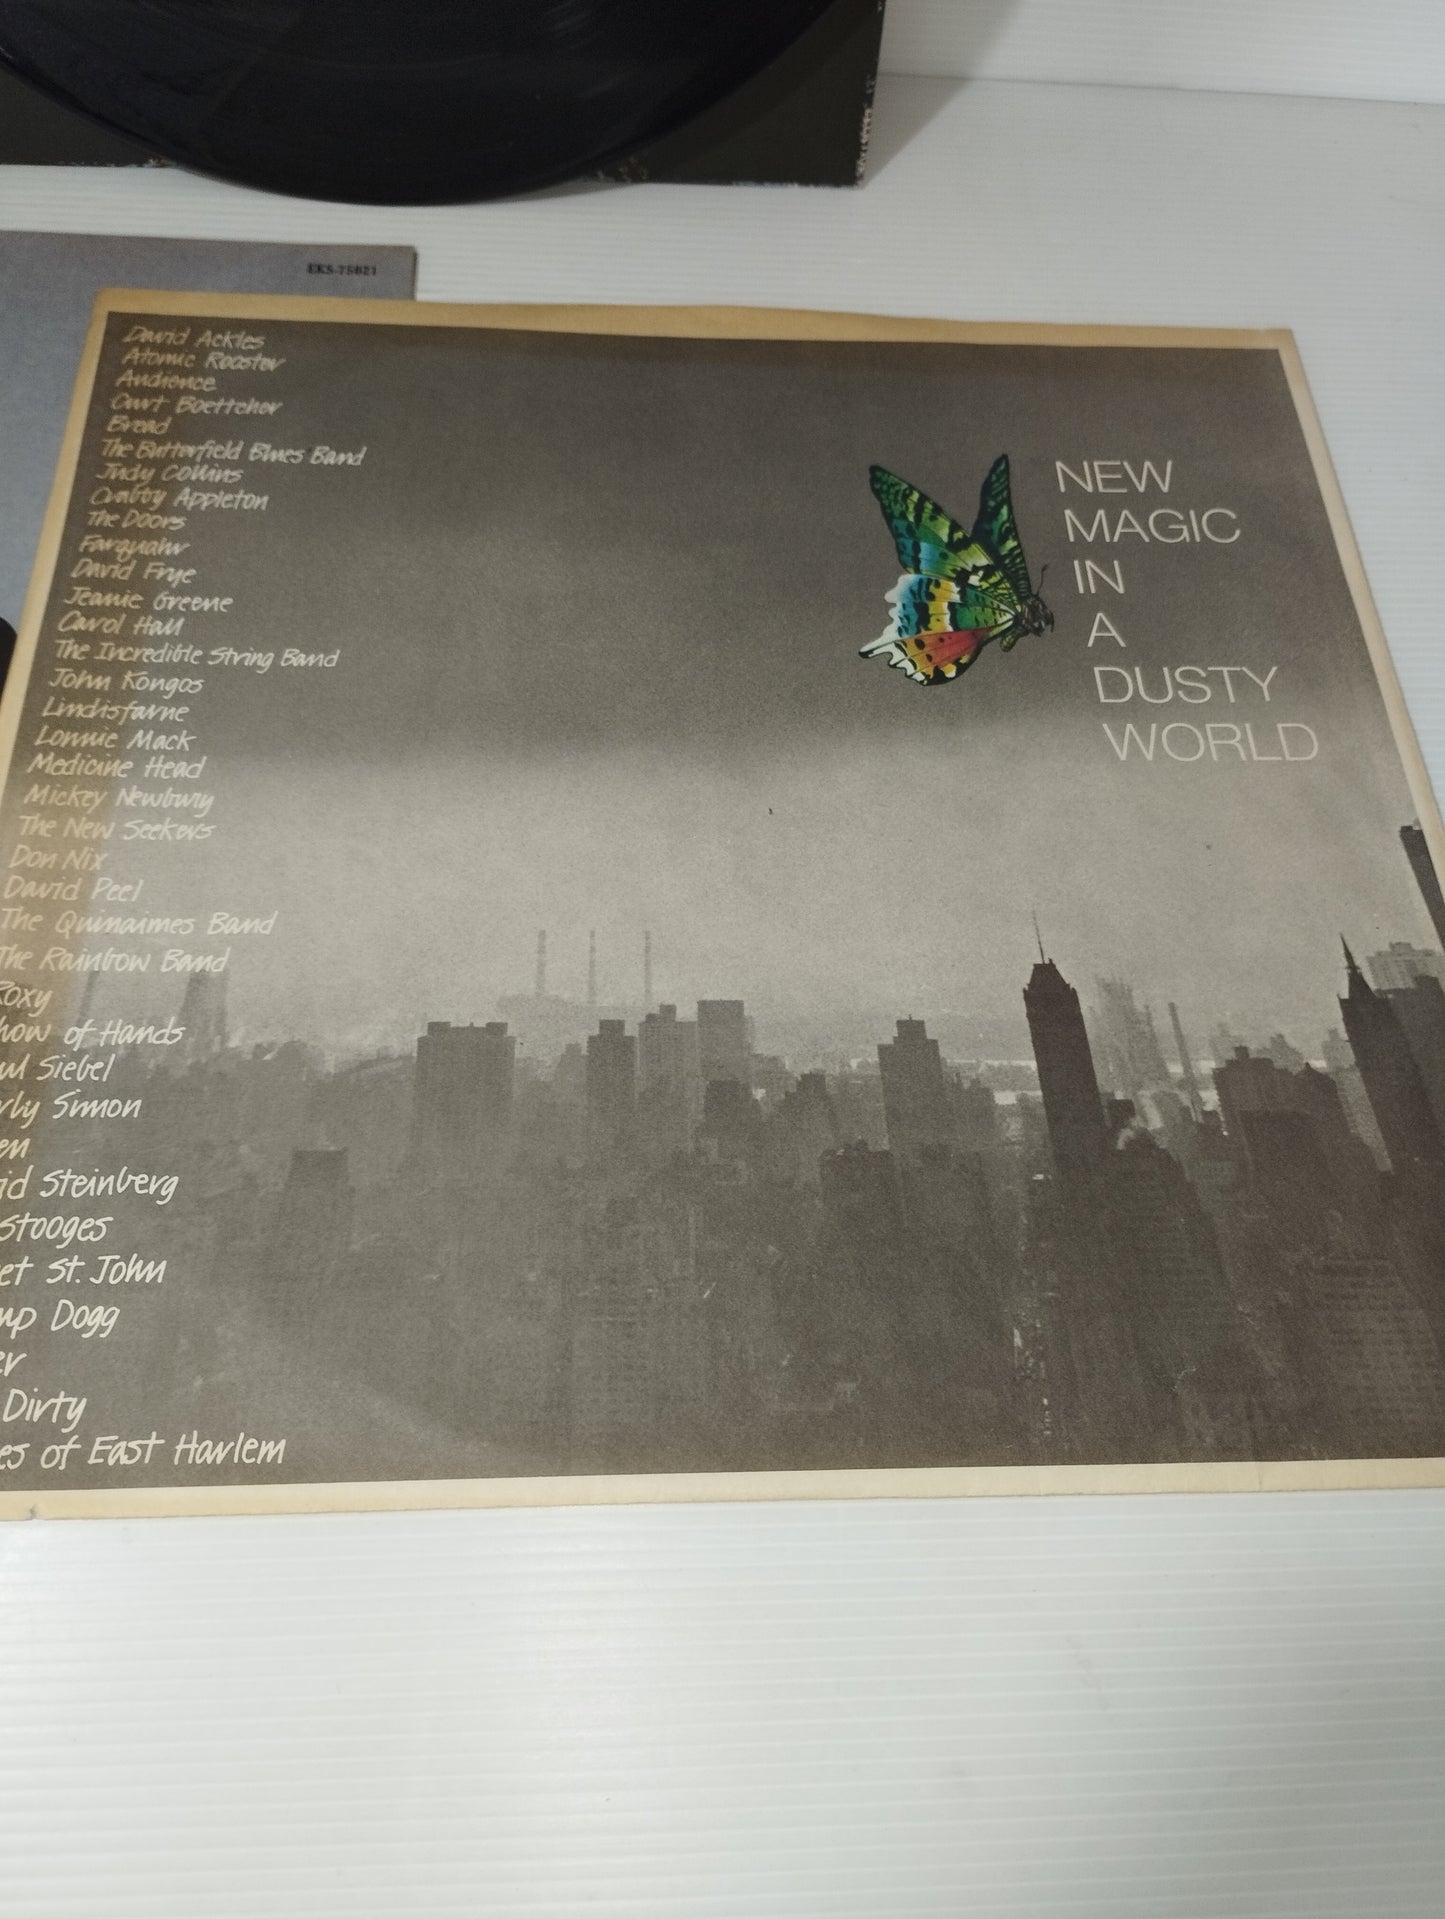 EKS-75021
David Ackles
Atomic Rooster
Audience
Curt Boettcher
Bread
The Butterfield Blues Band
Judy Collins
Crabby Appleton
The Doors
Farquahr
David Frye
Jeanie Greene
Carol Hall
The Incredible String Band
John Kongos
Lindisfarne
Lonnie Mack
Medicine Head
Mickey Newbury
The New Seekers
Don Nix
David Peel
The Quinaimes Band
The Rainbow Band
Roxy
how of Hands
ul Siebel
rly Simon
en
id Steinberg
Stooges
et St. John
mp Dogg
er
Dirty
es of East Harlem
NEW
MAGIC
IN
A
DUSTY
WORLD